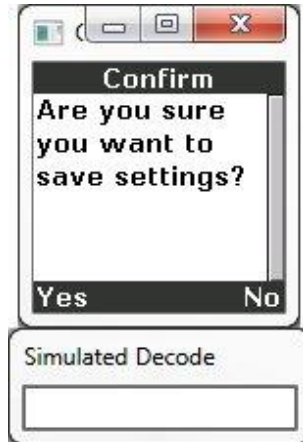 Confirm
Are you sure
you want to
save settings?
Yes No
Simulated Decode